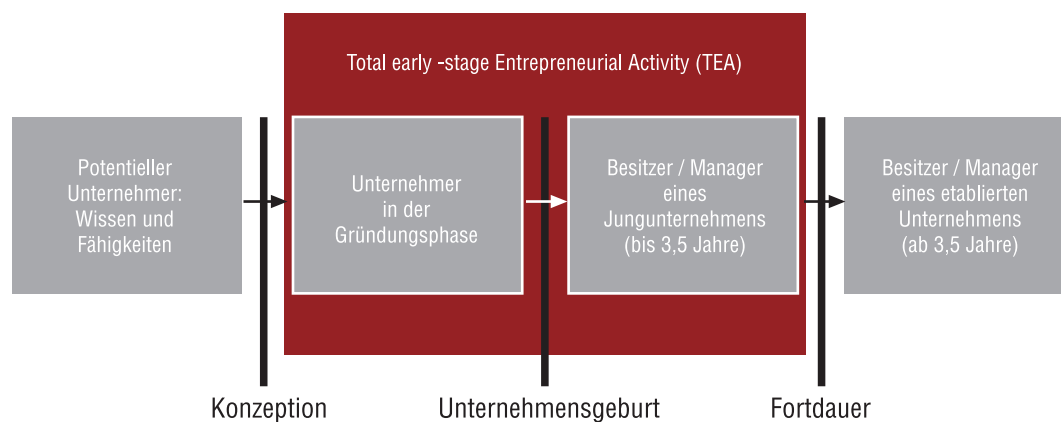 Total early -stage Entrepreneurial Activity (TEA)
Potentieller
Unternehmer:
Wissen und
Fähigkeiten
Unternehmer
in der
Gründungsphase
Besitzer / Manager
eines
Jungunternehmens
(bis 3,5 Jahre)
Besitzer / Manager
eines etablierten
Unternehmens
(ab 3,5 Jahre)
Konzeption
Unternehmensgeburt
Fortdauer